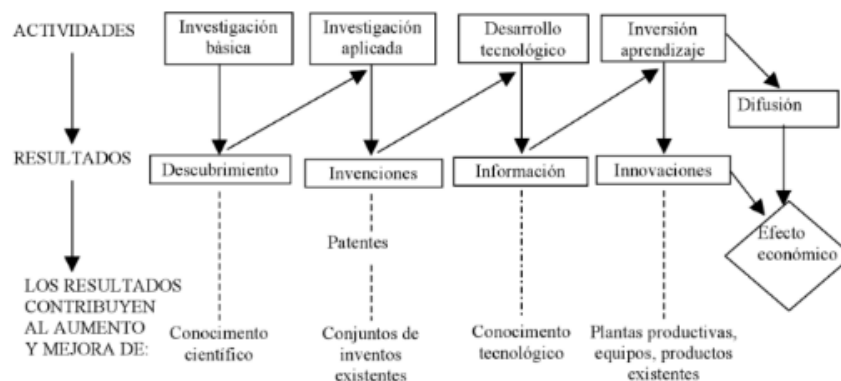 ACTIVIDADES
Investigación
básica
Investigación
aplicada
Desarrollo
tecnológico
Inversión
aprendizaje
Difusión
RESULTADOS
Descubrimiento
Invenciones
Información
Innovaciones
Patentes
Efecto
económico
LOS RESULTADOS
CONTRIBUYEN
AL AUMENTO
Y MEJORA DE:
Conocimiento
científico
Conjuntos de
inventos
existentes
Conocimento
tecnológico
Plantas productivas,
equipos, productos
existentes